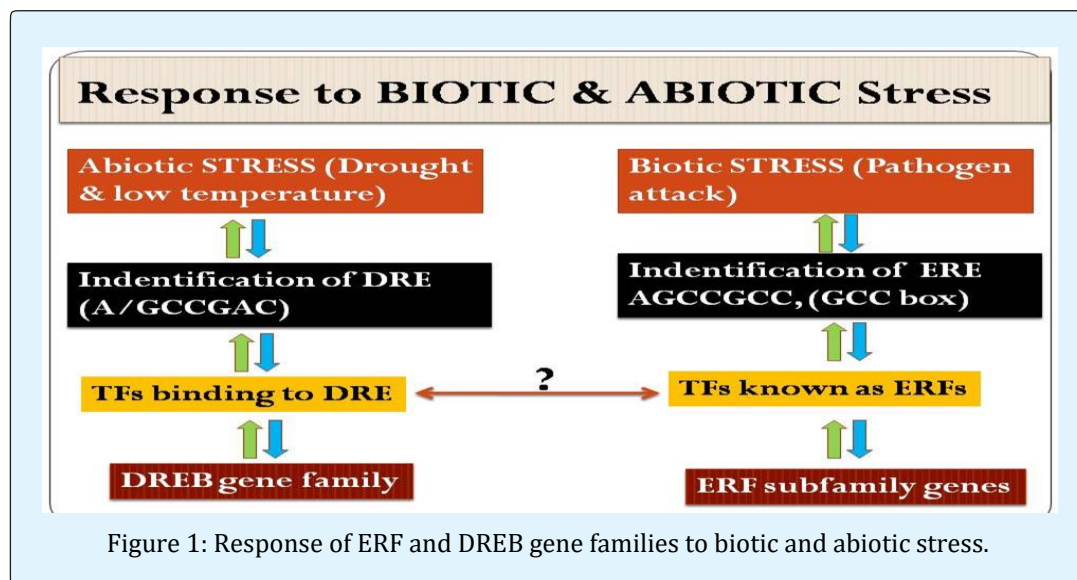 Response to BIOTIC & ABIOTIC Stress
Abiotic STRESS (Drought
& low temperature)
Indentification of DRE
(A/GCCGAC)
TFs binding to DRE
DREB gene family
?
Biotic STRESS (Pathogen
attack)
Indentification of ERE
AGCCGCC, (GCC box)
TFs known as ERFs
ERF subfamily genes
Figure 1: Response of ERF and DREB gene families to biotic and abiotic stress.